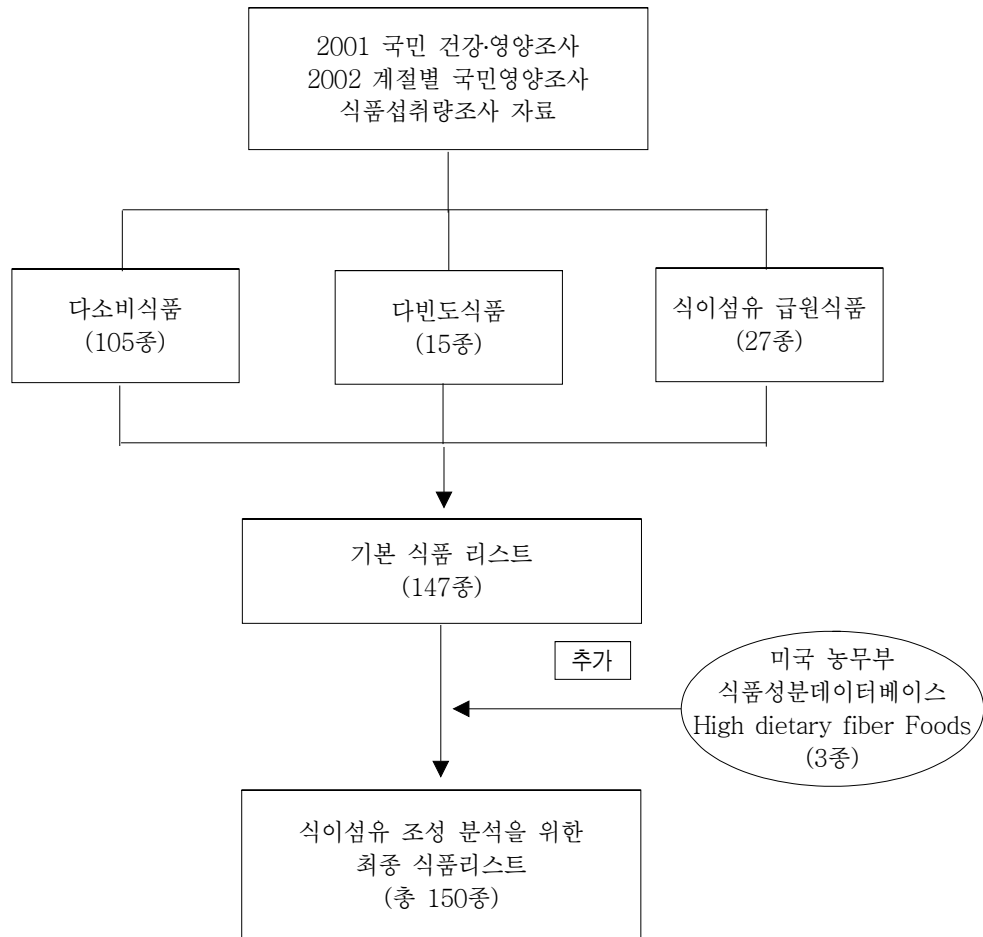 2001 국민 건강·영양조사
2002 계절별 국민영양조사
식품섭취량조사 자료
다소비식품
(105종)
다빈도식품
(15종)
식이섬유 급원식품
(27종)
기본 식품 리스트
(147종)
추가
미국 농무부
식품성분데이터베이스
High dietary fiber Foods
(3종)
식이섬유 조성 분석을 위한
최종 식품리스트
(총 150종)